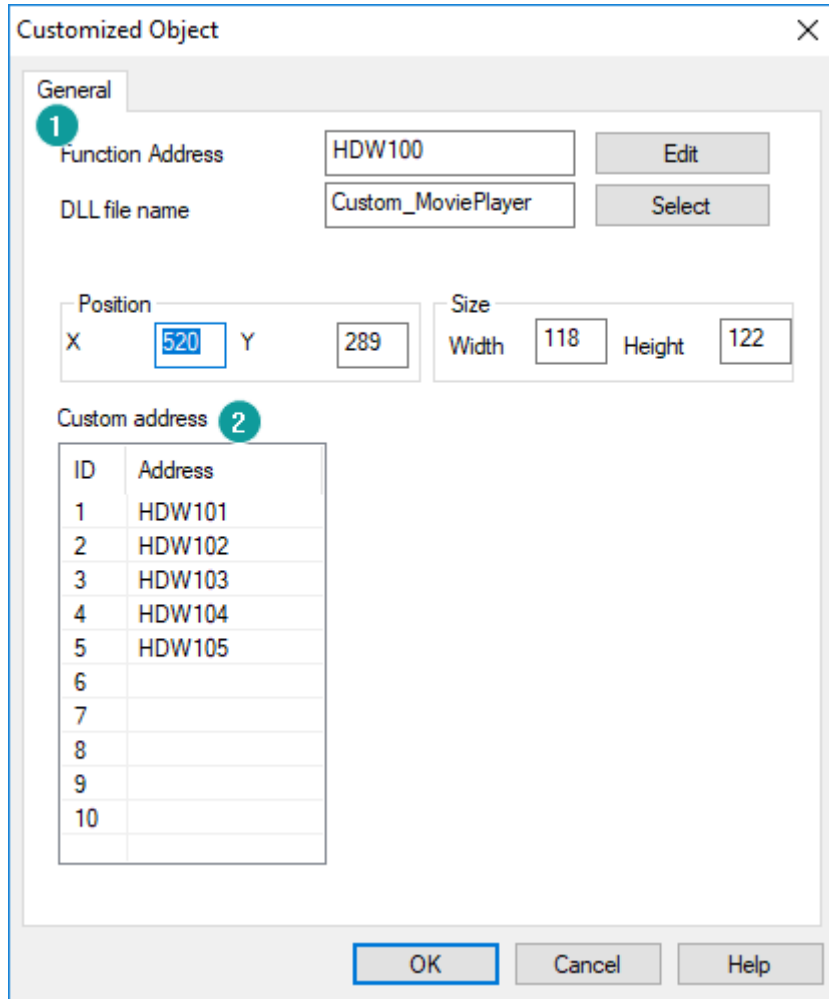 Customized Object
General
1
Function Address HDW100 Edit
DLL file name Custom_MoviePlayer Select
Position Size
X 520 Y 289 Width 118 Height 122
Custom address 2
ID Address
1 HDW101
2 HDW102
3 HDW103
4 HDW104
5 HDW105
6
7
8
9
10
OK Cancel Help